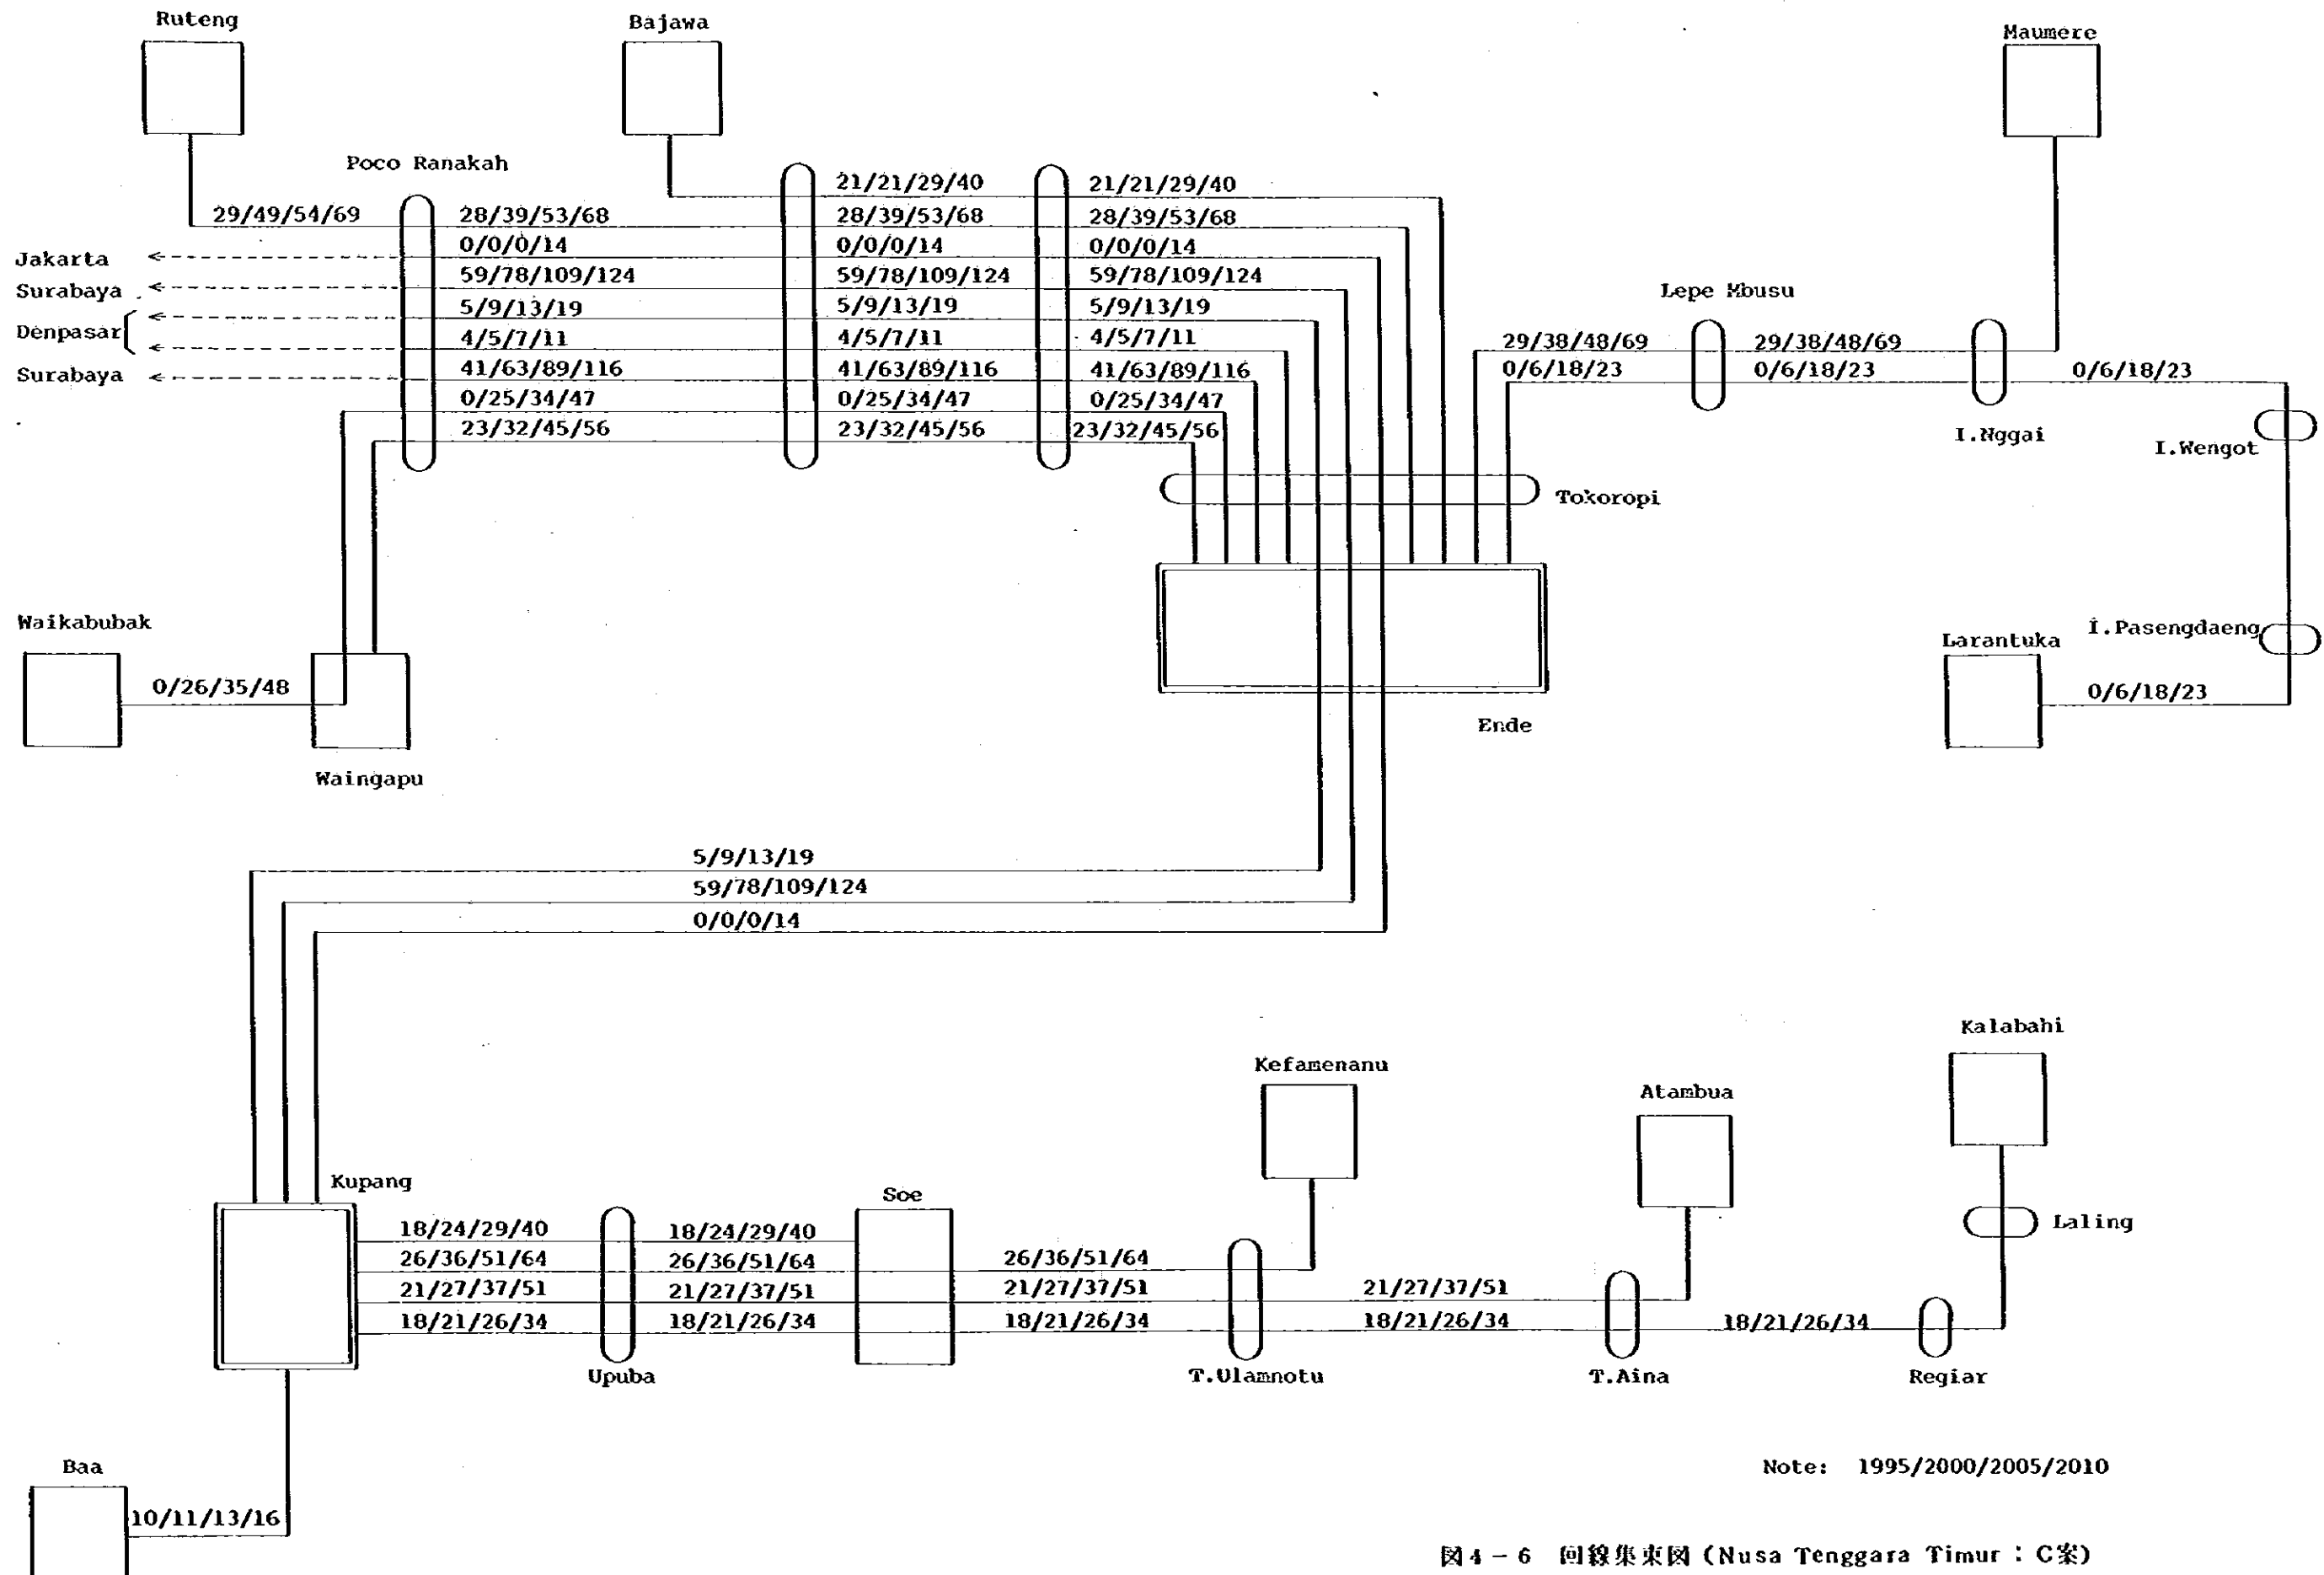 Ruteng
Bajawa
Maumere
Poco Ranakah
21/21/29/40
21/21/29/40
29/49/54/69
28/39/53/68
28/39/53/68
28/39/53/68
Jakarta
0/0/0/14
0/0/0/14
0/0/0/14
Surabaya
59/78/109/124
59/78/109/124
59/78/109/124
Lepe Mbusu
5/9/13/19
5/9/13/19
5/9/13/19
Denpasar
4/5/7/11
4/5/7/11
4/5/7/11
29/38/48/69
29/38/48/69
Surabaya
41/63/89/116
41/63/89/116
41/63/89/116
0/6/18/23
0/6/18/23
0/6/18/23
0/25/34/47
0/25/34/47
0/25/34/47
23/32/45/56
23/32/45/56
23/32/45/56
I.Nggai
I.Wengot
Tokoropi
Waikabubak
Larantuka
I.Pasengdaeng
0/26/35/48
0/6/18/23
Ende
Waingapu
5/9/13/19
59/78/109/124
0/0/0/14
Kalabahi
Kefamenanu
Atambua
Kupang
Soe
Laling
18/24/29/40
18/24/29/40
26/36/51/64
26/36/51/64
26/36/51/64
21/27/37/51
21/27/37/51
21/27/37/51
21/27/37/51
18/21/26/34
18/21/26/34
18/21/26/34
18/21/26/34
18/21/26/34
Upuba
T.Ulamnotu
T.Aina
Regiar
Baa
Note: 1995/2000/2005/2010
10/11/13/16
図4－6 回線集束図 (Nusa Tenggara Timur：C案)